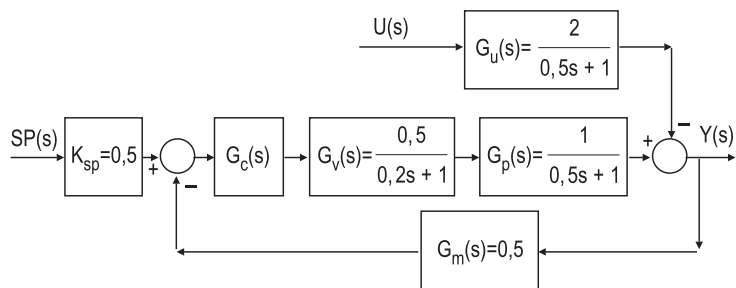 U(s)
G_u(s)= 2 / 0,5s + 1
−
SP(s)
K_sp=0,5
+
−
G_c(s)
G_v(s)= 0,5 / 0,2s + 1
G_p(s)= 1 / 0,5s + 1
+
Y(s)
G_m(s)=0,5